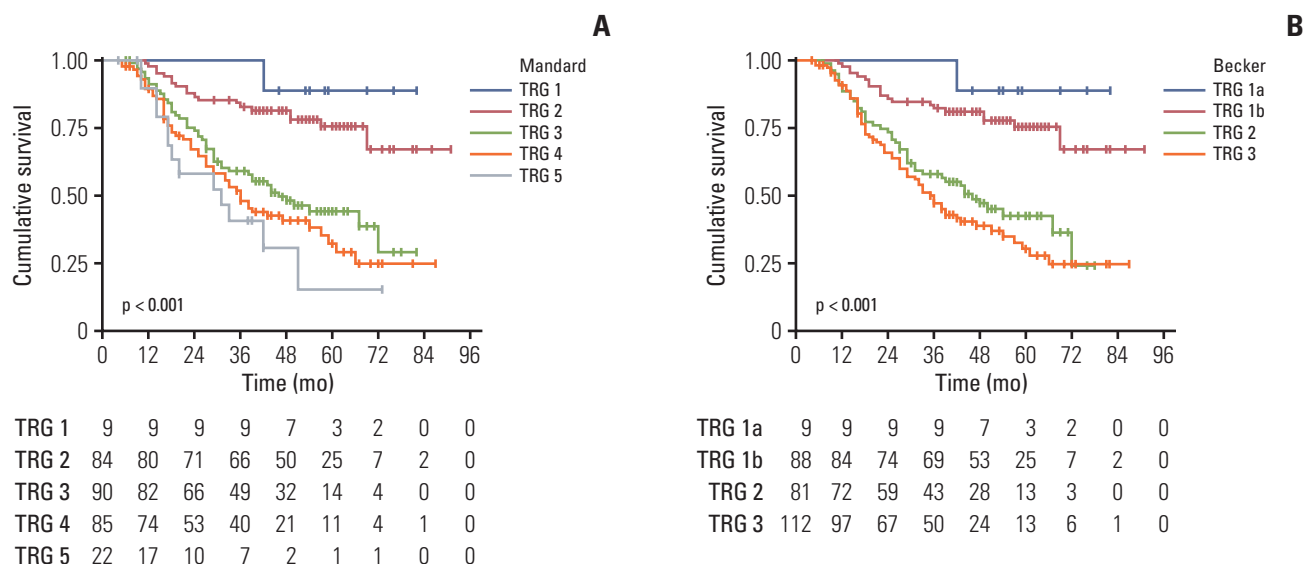 A
1.00
0.75
0.50
0.25
0
Cumulative survival
Mandard
TRG 1
TRG 2
TRG 3
TRG 4
TRG 5
p < 0.001
0 12 24 36 48 60 72 84 96
Time (mo)
TRG 1 9 9 9 9 7 3 2 0 0
TRG 2 84 80 71 66 50 25 7 2 0
TRG 3 90 82 66 49 32 14 4 0 0
TRG 4 85 74 53 40 21 11 4 1 0
TRG 5 22 17 10 7 2 1 1 0 0
B
1.00
0.75
0.50
0.25
0
Cumulative survival
Becker
TRG 1a
TRG 1b
TRG 2
TRG 3
p < 0.001
0 12 24 36 48 60 72 84 96
Time (mo)
TRG 1a 9 9 9 9 7 3 2 0 0
TRG 1b 88 84 74 69 53 25 7 2 0
TRG 2 81 72 59 43 28 13 3 0 0
TRG 3 112 97 67 50 24 13 6 1 0